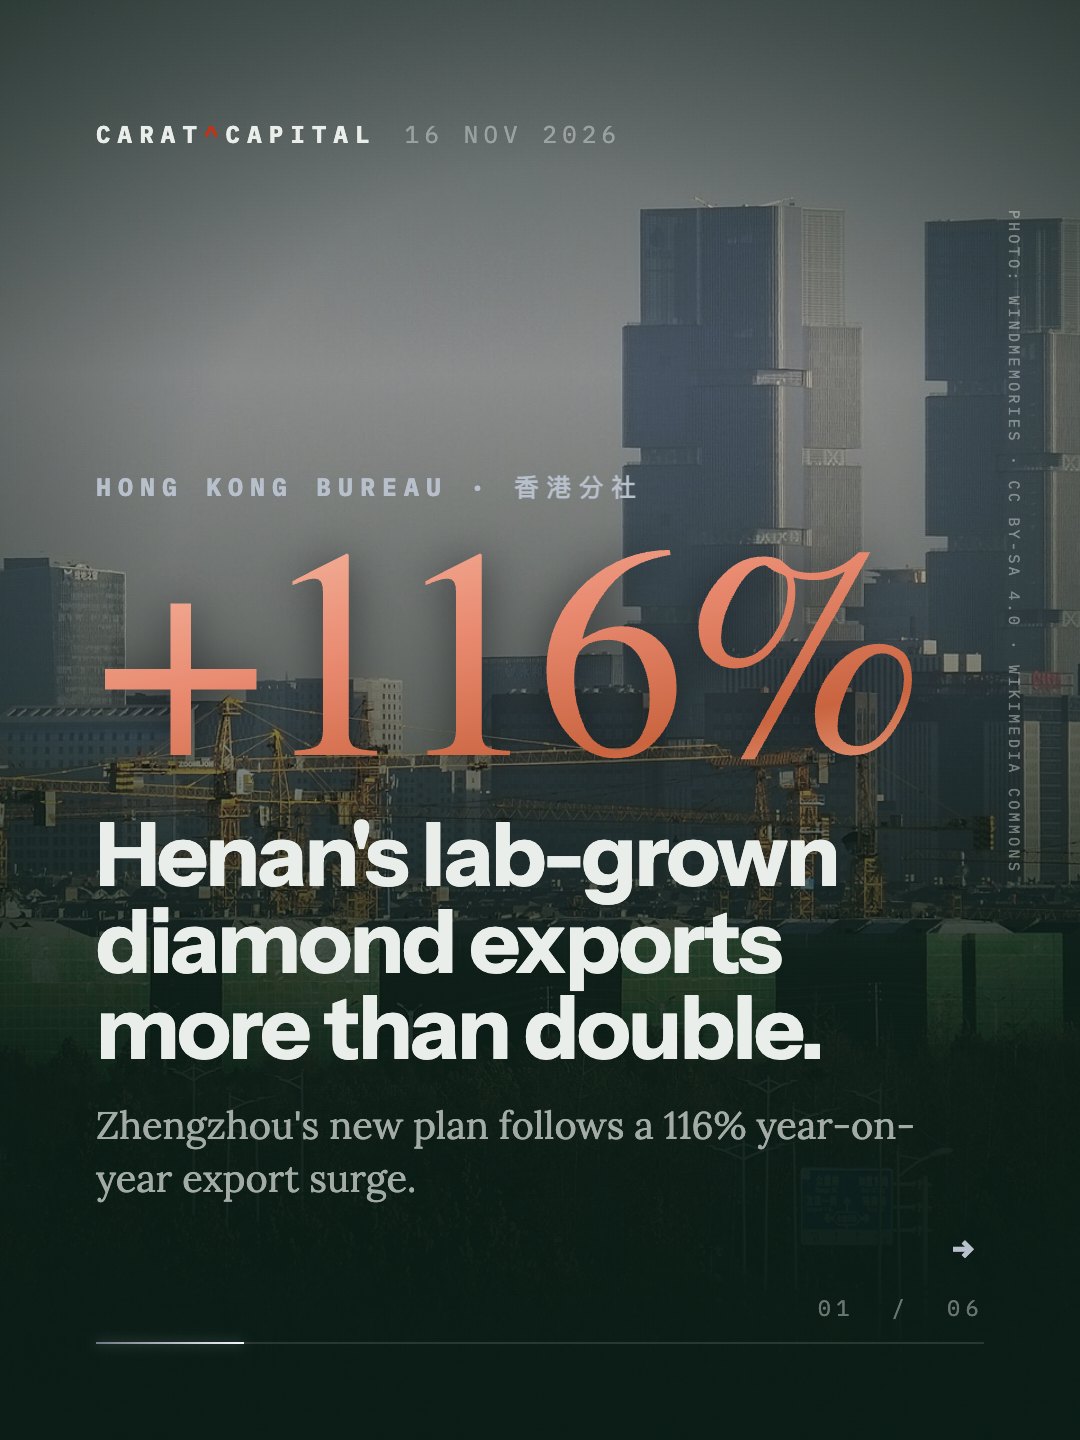 CARAT^CAPITAL 16 NOV 2026
PHOTO: WINDMEMORIES · CC BY-SA 4.0 · WIKIMEDIA COMMONS
HONG KONG BUREAU · 香港分社
+116%
Henan's lab-grown
diamond exports
more than double.
Zhengzhou's new plan follows a 116% year-on-
year export surge.
→
01 / 06